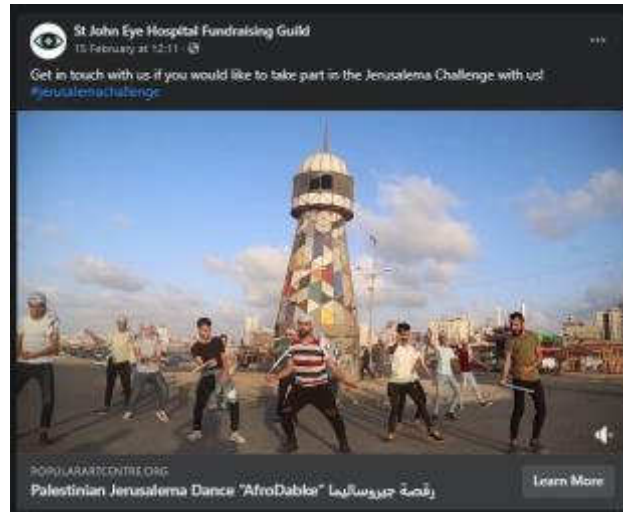 St John Eye Hospital Fundraising Guild
15 February at 12:11
Get in touch with us if you would like to take part in the Jerusalema Challenge with us!
#jerusalemachallenge
POPULARARTCENTRE.ORG
Palestinian Jerusalema Dance "AfroDabke" رقصة جيروساليما
Learn More